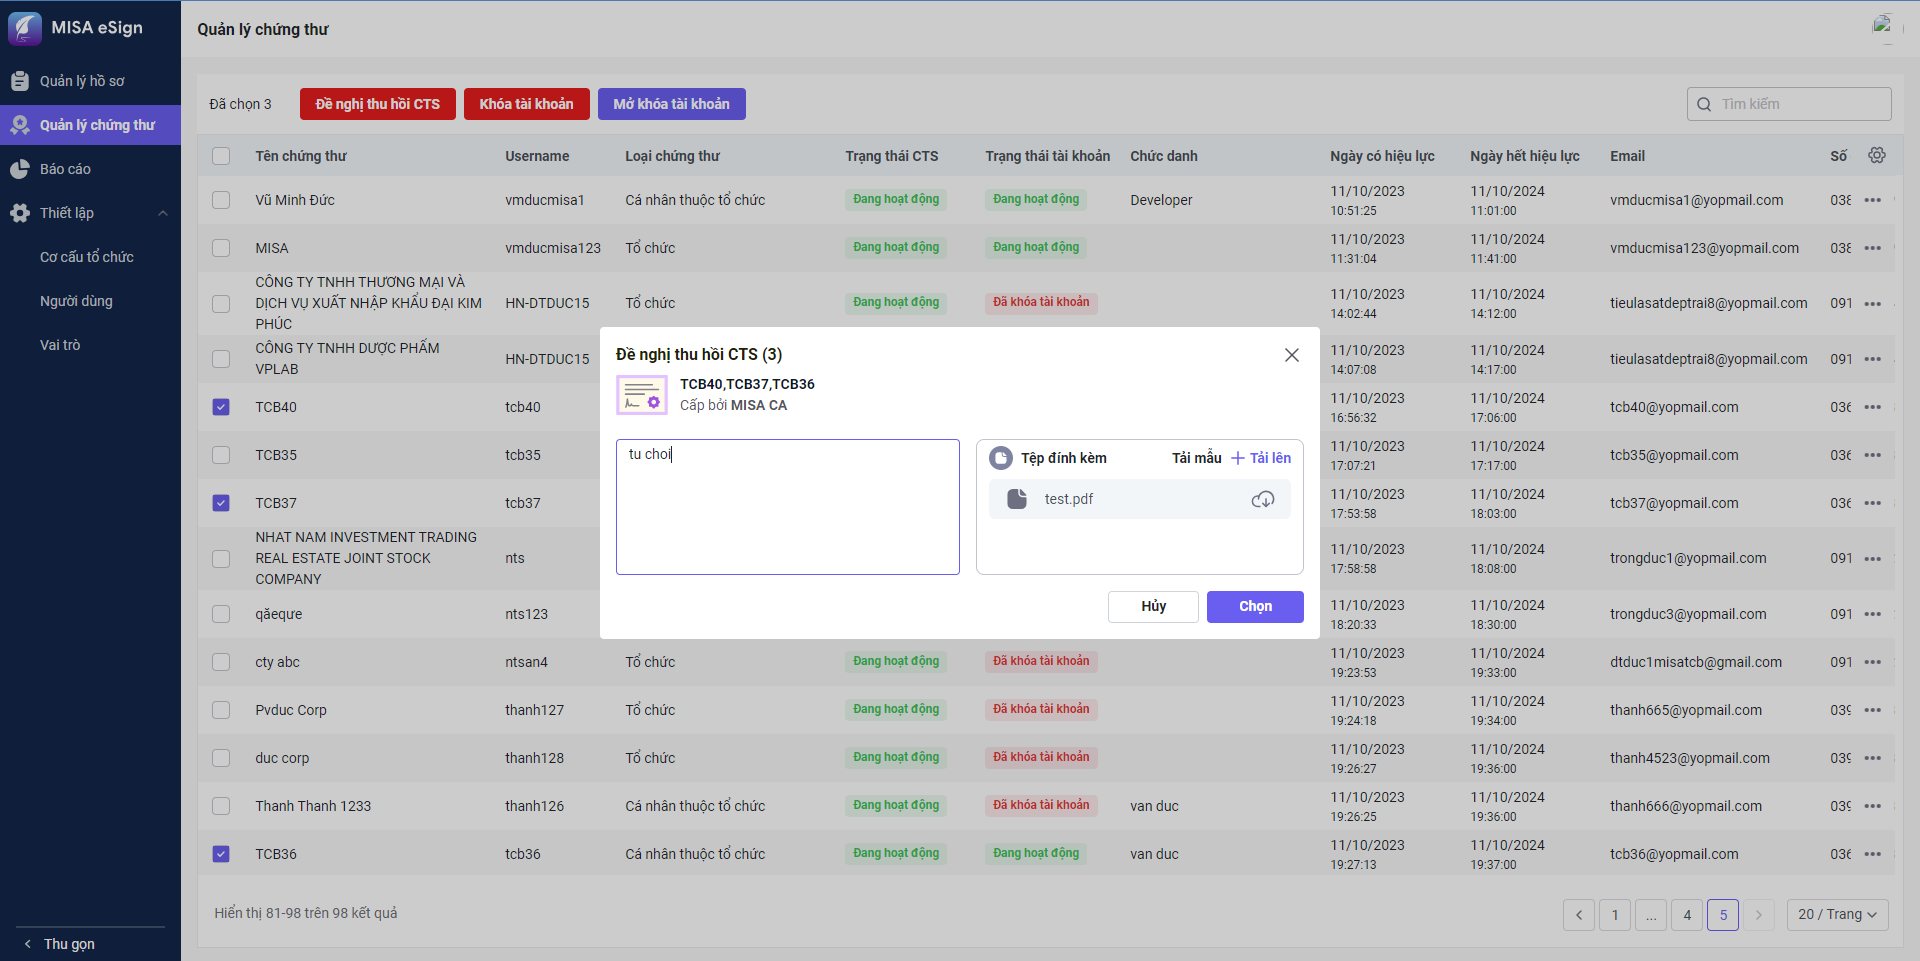 MISA eSign
Quản lý chứng thư
Quản lý hồ sơ
Quản lý chứng thư
Báo cáo
Thiết lập
Cơ cấu tổ chức
Người dùng
Vai trò
Thu gọn
Đã chọn 3 Đề nghị thu hồi CTS Khóa tài khoản Mở khóa tài khoản Tìm kiếm
Tên chứng thư Username Loại chứng thư Trạng thái CTS Trạng thái tài khoản Chức danh Ngày có hiệu lực Ngày hết hiệu lực Email Số
Vũ Minh Đức vmducmisa1 Cá nhân thuộc tổ chức Đang hoạt động Đang hoạt động Developer 11/10/2023 11/10/2024 vmducmisa1@yopmail.com 038
10:51:25 11:01:00
MISA vmducmisa123 Tổ chức Đang hoạt động Đang hoạt động 11/10/2023 11/10/2024 vmducmisa123@yopmail.com 038
11:31:04 11:41:00
CÔNG TY TNHH THƯƠNG MẠI VÀ
DỊCH VỤ XUẤT NHẬP KHẨU ĐẠI KIM HN-DTDUC15 Tổ chức Đang hoạt động Đã khóa tài khoản 11/10/2023 11/10/2024 tieulasatdeptrai8@yopmail.com 091
PHÚC 14:02:44 14:12:00
CÔNG TY TNHH DƯỢC PHẨM HN-DTDUC15 11/10/2023 11/10/2024 tieulasatdeptrai8@yopmail.com 091
VPLAB 14:07:08 14:17:00
TCB40 tcb40 11/10/2023 11/10/2024 tcb40@yopmail.com 036
16:56:32 17:06:00
TCB35 tcb35 11/10/2023 11/10/2024 tcb35@yopmail.com 036
17:07:21 17:17:00
TCB37 tcb37 11/10/2023 11/10/2024 tcb37@yopmail.com 036
17:53:58 18:03:00
NHAT NAM INVESTMENT TRADING
REAL ESTATE JOINT STOCK nts 11/10/2023 11/10/2024 trongduc1@yopmail.com 091
COMPANY 17:58:58 18:08:00
qăeqưe nts123 11/10/2023 11/10/2024 trongduc3@yopmail.com 091
18:20:33 18:30:00
cty abc ntsan4 Tổ chức Đang hoạt động Đã khóa tài khoản 11/10/2023 11/10/2024 dtduc1misatcb@gmail.com 091
19:23:53 19:33:00
Pvduc Corp thanh127 Tổ chức Đang hoạt động Đã khóa tài khoản 11/10/2023 11/10/2024 thanh665@yopmail.com 039
19:24:18 19:34:00
duc corp thanh128 Tổ chức Đang hoạt động Đã khóa tài khoản 11/10/2023 11/10/2024 thanh4523@yopmail.com 039
19:26:27 19:36:00
Thanh Thanh 1233 thanh126 Cá nhân thuộc tổ chức Đang hoạt động Đã khóa tài khoản van duc 11/10/2023 11/10/2024 thanh666@yopmail.com 039
19:26:25 19:36:00
TCB36 tcb36 Cá nhân thuộc tổ chức Đang hoạt động Đang hoạt động van duc 11/10/2023 11/10/2024 tcb36@yopmail.com 036
19:27:13 19:37:00
Hiển thị 81-98 trên 98 kết quả 1 ... 4 5 20 / Trang
Đề nghị thu hồi CTS (3)
TCB40,TCB37,TCB36
Cấp bởi MISA CA
tu choi
Tệp đính kèm Tải mẫu Tải lên
test.pdf
Hủy Chọn